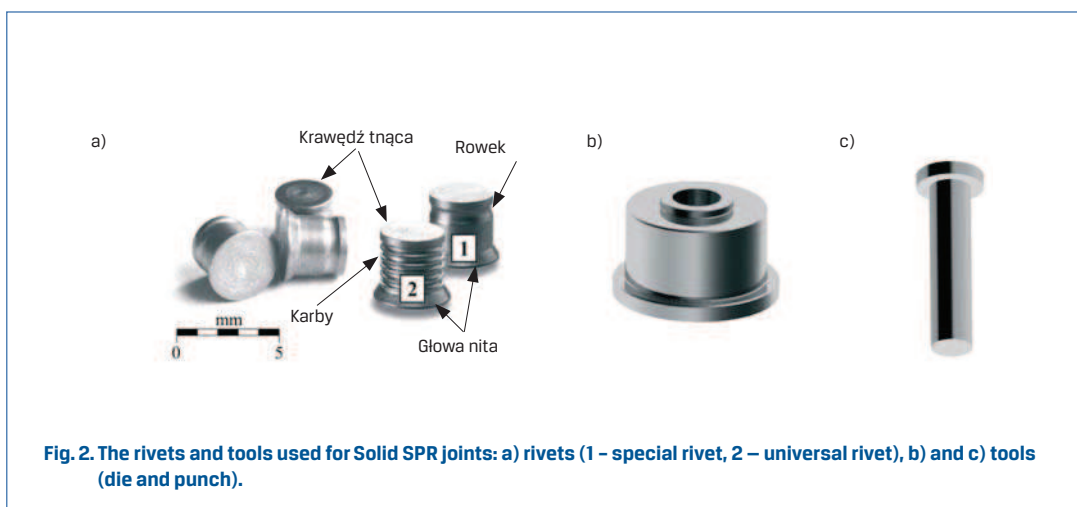 a)
Krawędź tnąca
Rowek
b)
c)
1
2
Karby
mm
0 5
Głowa nita
Fig. 2. The rivets and tools used for Solid SPR joints: a) rivets (1 – special rivet, 2 – universal rivet), b) and c) tools
(die and punch).